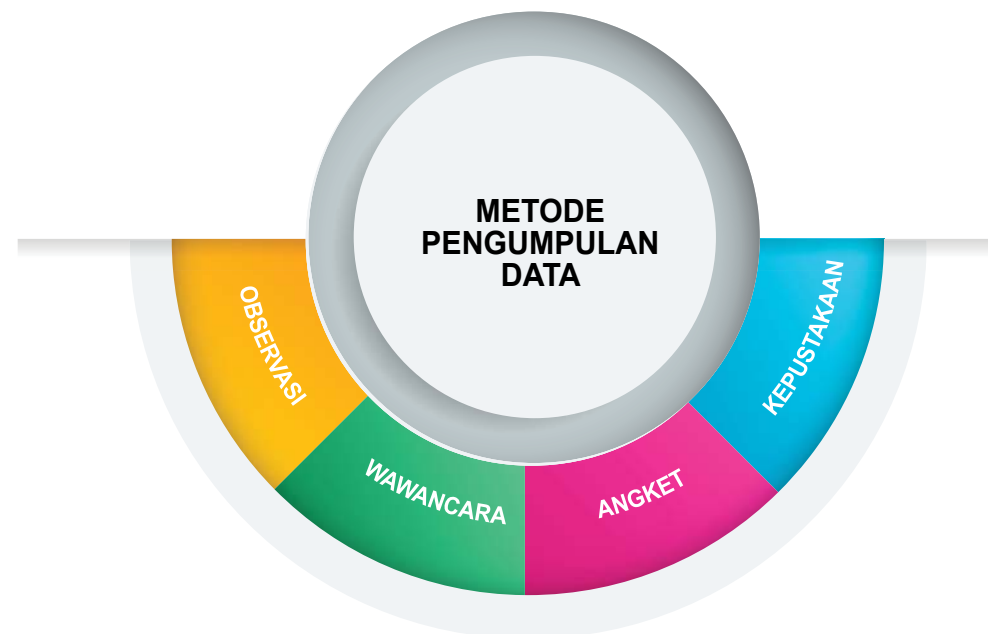 METODE
PENGUMPULAN
DATA
OBSERVASI
WAWANCARA
ANGKET
KEPUSTAKAAN